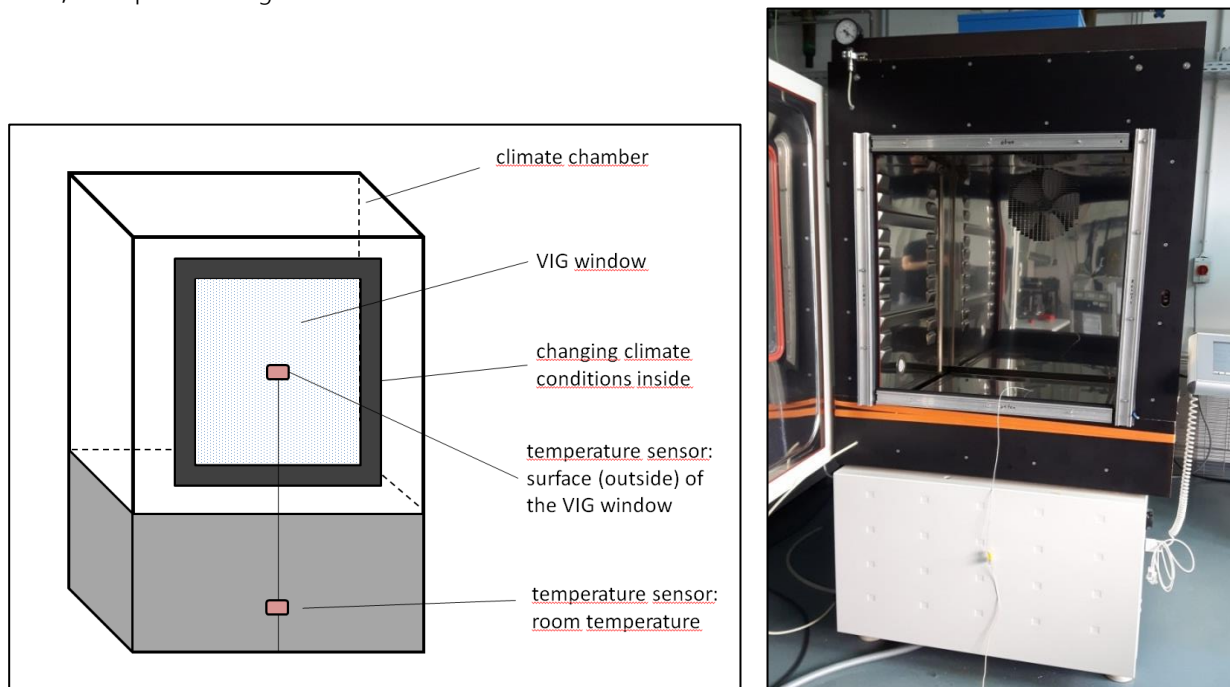 climate chamber
VIG window
changing climate
conditions inside
temperature sensor:
surface (outside) of
the VIG window
temperature sensor:
room temperature